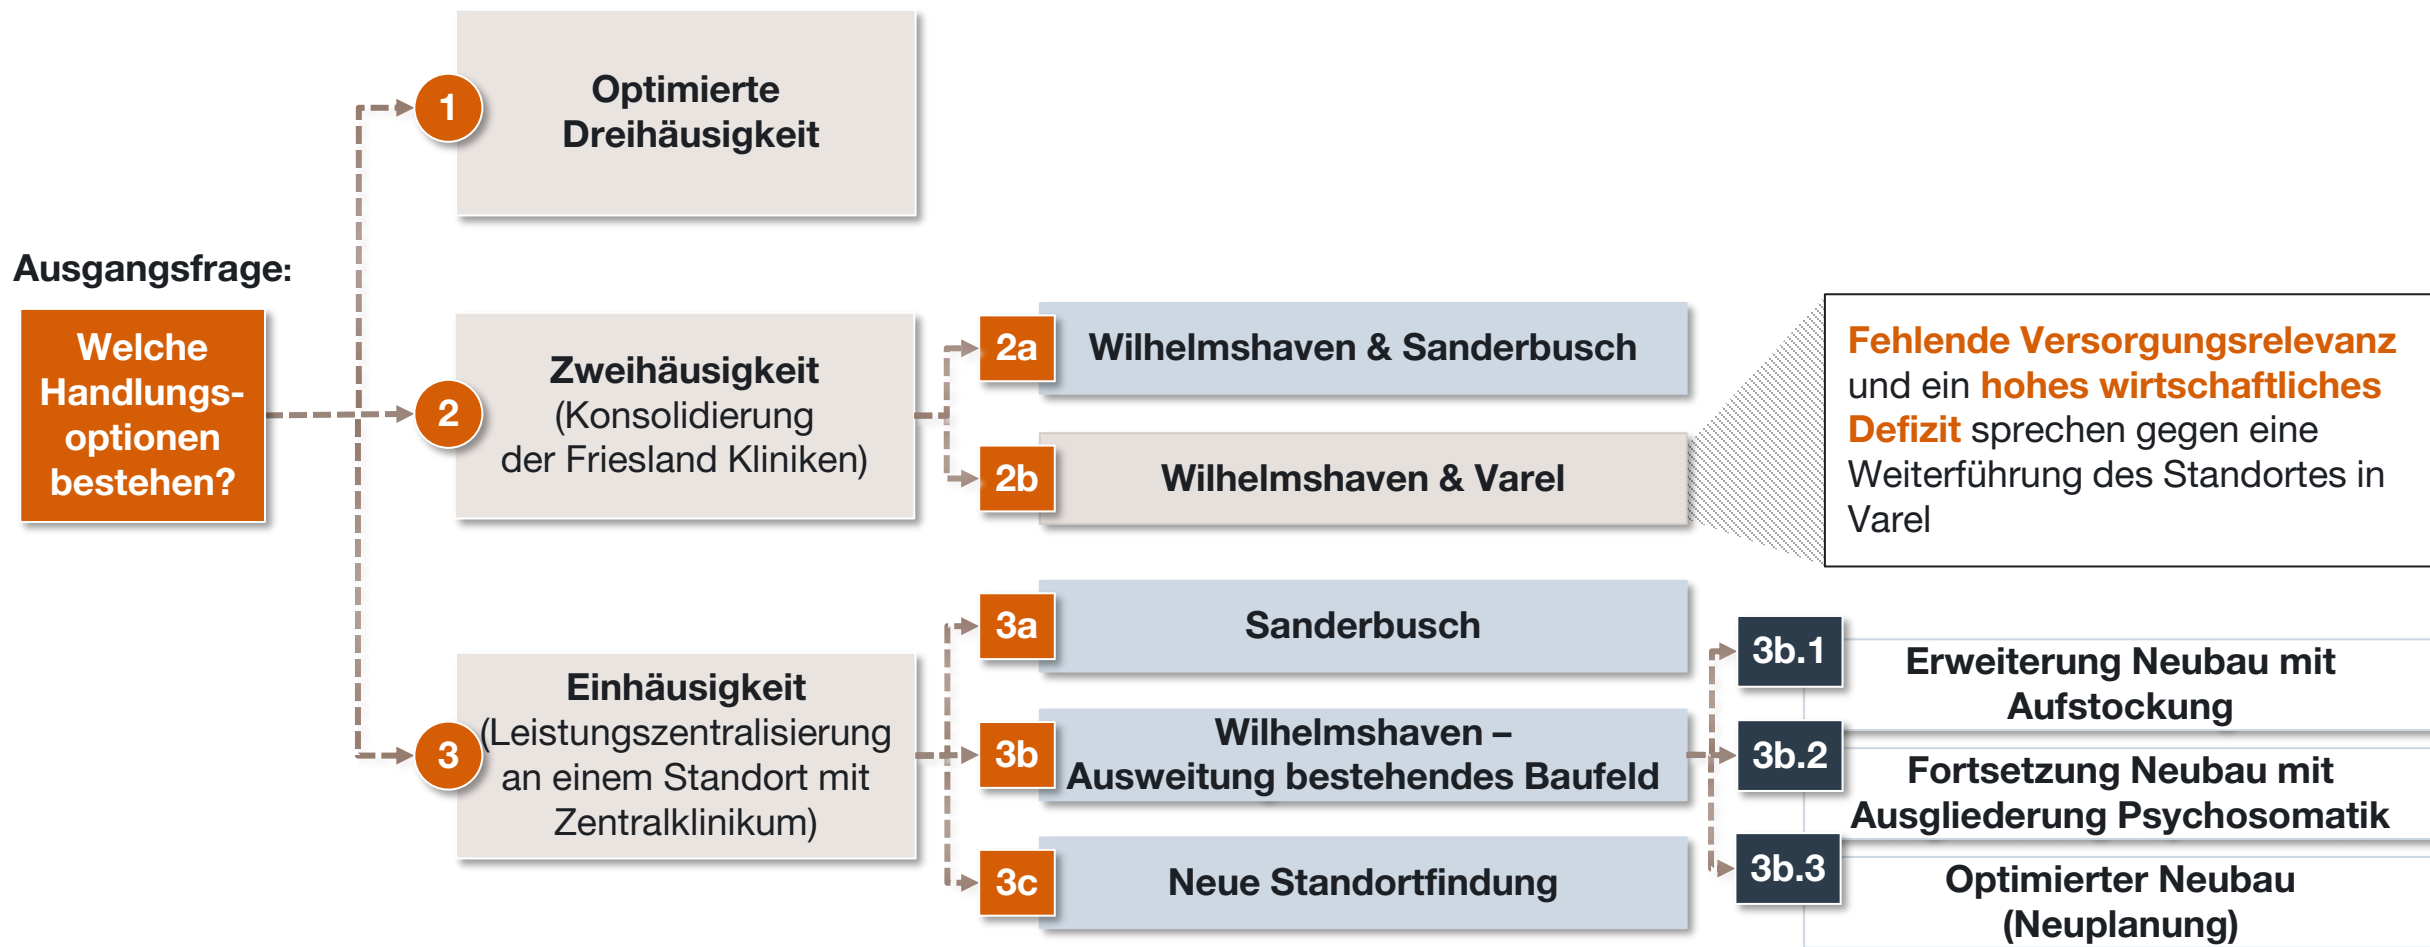 1
Optimierte
Dreihäusigkeit
Ausgangsfrage:
Welche
Handlungs-
optionen
bestehen?
2
Zweihäusigkeit
(Konsolidierung
der Friesland Kliniken)
2a
Wilhelmshaven & Sanderbusch
2b
Wilhelmshaven & Varel
Fehlende Versorgungsrelevanz
und ein hohes wirtschaftliches
Defizit sprechen gegen eine
Weiterführung des Standortes in
Varel
3
Einhäusigkeit
(Leistungszentralisierung
an einem Standort mit
Zentralklinikum)
3a
Sanderbusch
3b
Wilhelmshaven –
Ausweitung bestehendes Baufeld
3c
Neue Standortfindung
3b.1
Erweiterung Neubau mit
Aufstockung
3b.2
Fortsetzung Neubau mit
Ausgliederung Psychosomatik
3b.3
Optimierter Neubau
(Neuplanung)